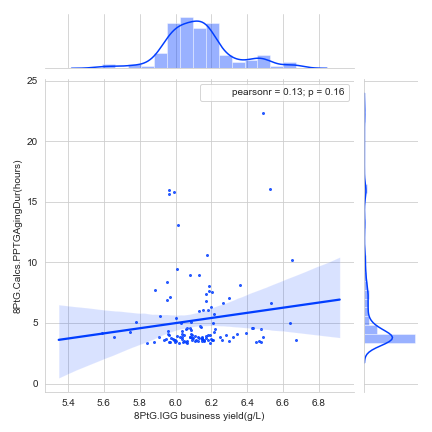 pearsonr = 0.13; p = 0.16
25
20
15
10
5
0
8PtG.Calca.PPTGAgingDur(hours)
5.4 5.6 5.8 6.0 6.2 6.4 6.6 6.8
8PtG.IGG business yield(g/L)